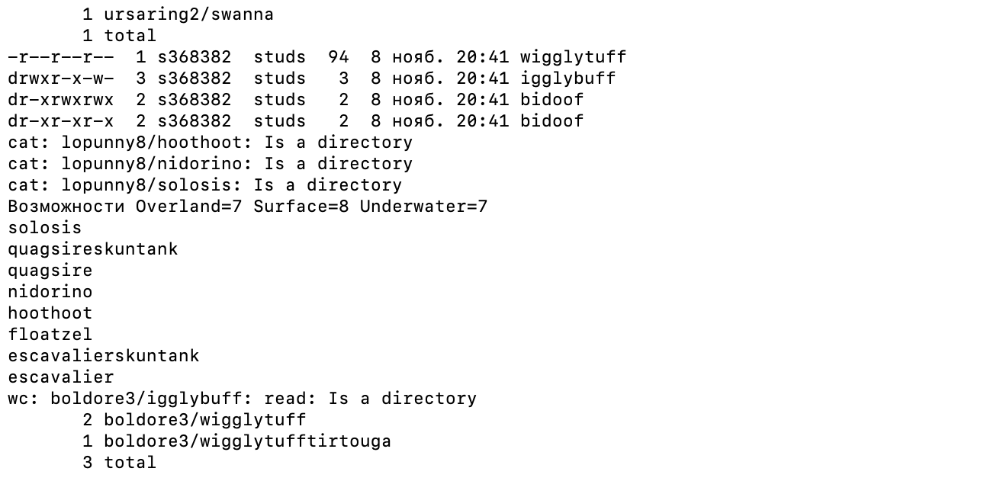 1 ursaring2/swanna
       1 total
-r--r--r--  1 s368382  studs  94  8 нояб. 20:41 wigglytuff
drwxr-x-w-  3 s368382  studs   3  8 нояб. 20:41 igglybuff
dr-xrwxrwx  2 s368382  studs   2  8 нояб. 20:41 bidoof
dr-xr-xr-x  2 s368382  studs   2  8 нояб. 20:41 bidoof
cat: lopunny8/hoothoot: Is a directory
cat: lopunny8/nidorino: Is a directory
cat: lopunny8/solosis: Is a directory
Возможности Overland=7 Surface=8 Underwater=7
solosis
quagsireskuntank
quagsire
nidorino
hoothoot
floatzel
escavalierskuntank
escavalier
wc: boldore3/igglybuff: read: Is a directory
       2 boldore3/wigglytuff
       1 boldore3/wigglytufftirtouga
       3 total